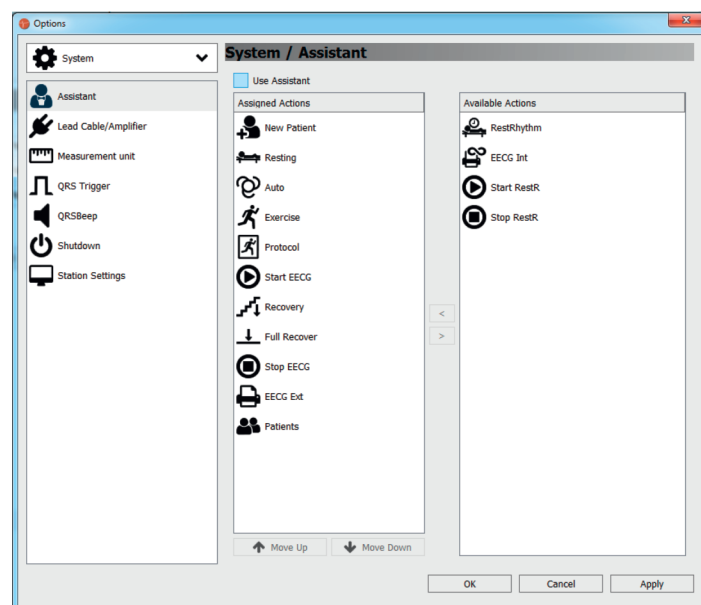 Options
System
System / Assistant
Use Assistant
Assistant
Lead Cable/Amplifier
Measurement unit
QRS Trigger
QRSBeep
Shutdown
Station Settings
Assigned Actions
New Patient
Resting
Auto
Exercise
Protocol
Start EECG
Recovery
Full Recover
Stop EECG
EECG Ext
Patients
Move Up
Move Down
<
>
Available Actions
RestRhythm
EECG Int
Start RestR
Stop RestR
OK
Cancel
Apply